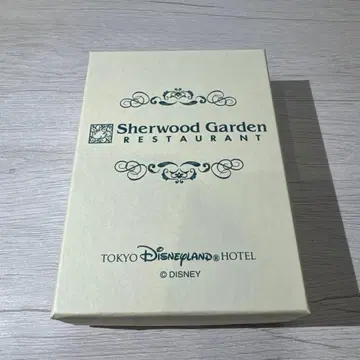 Sherwood Garden
RESTAURANT
TOKYO Disneyland® HOTEL
© DISNEY